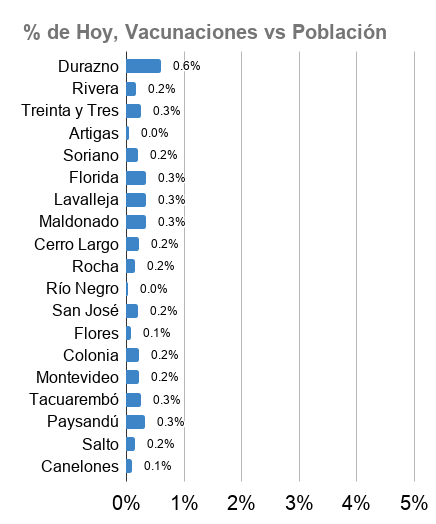 % de Hoy, Vacunaciones vs Población
Durazno 0.6%
Rivera 0.2%
Treinta y Tres 0.3%
Artigas 0.0%
Soriano 0.2%
Florida 0.3%
Lavalleja 0.3%
Maldonado 0.3%
Cerro Largo 0.2%
Rocha 0.2%
Río Negro 0.0%
San José 0.2%
Flores 0.1%
Colonia 0.2%
Montevideo 0.2%
Tacuarembó 0.3%
Paysandú 0.3%
Salto 0.2%
Canelones 0.1%
0% 1% 2% 3% 4% 5%